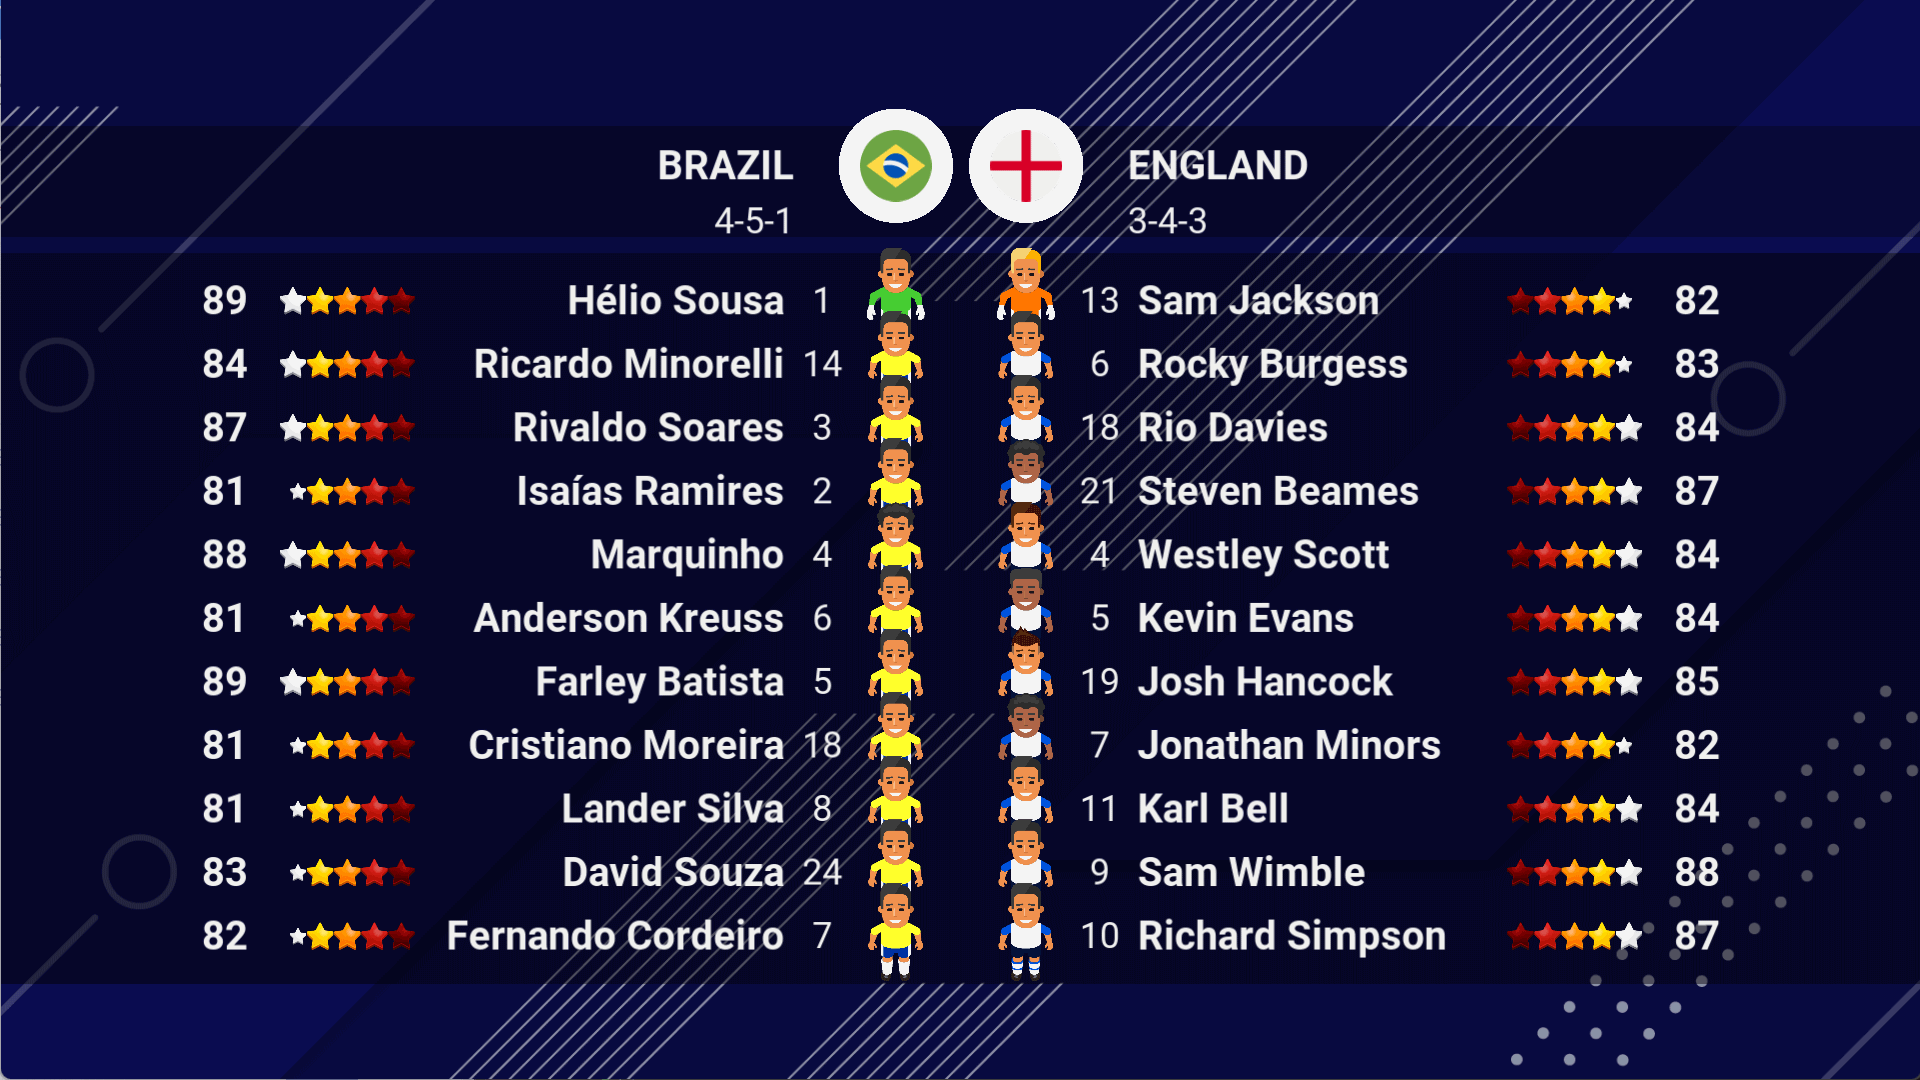 BRAZIL ENGLAND
4-5-1 3-4-3
89 Hélio Sousa 1 13 Sam Jackson 82
84 Ricardo Minorelli 14 6 Rocky Burgess 83
87 Rivaldo Soares 3 18 Rio Davies 84
81 Isaías Ramires 2 21 Steven Beames 87
88 Marquinho 4 4 Westley Scott 84
81 Anderson Kreuss 6 5 Kevin Evans 84
89 Farley Batista 5 19 Josh Hancock 85
81 Cristiano Moreira 18 7 Jonathan Minors 82
81 Lander Silva 8 11 Karl Bell 84
83 David Souza 24 9 Sam Wimble 88
82 Fernando Cordeiro 7 10 Richard Simpson 87